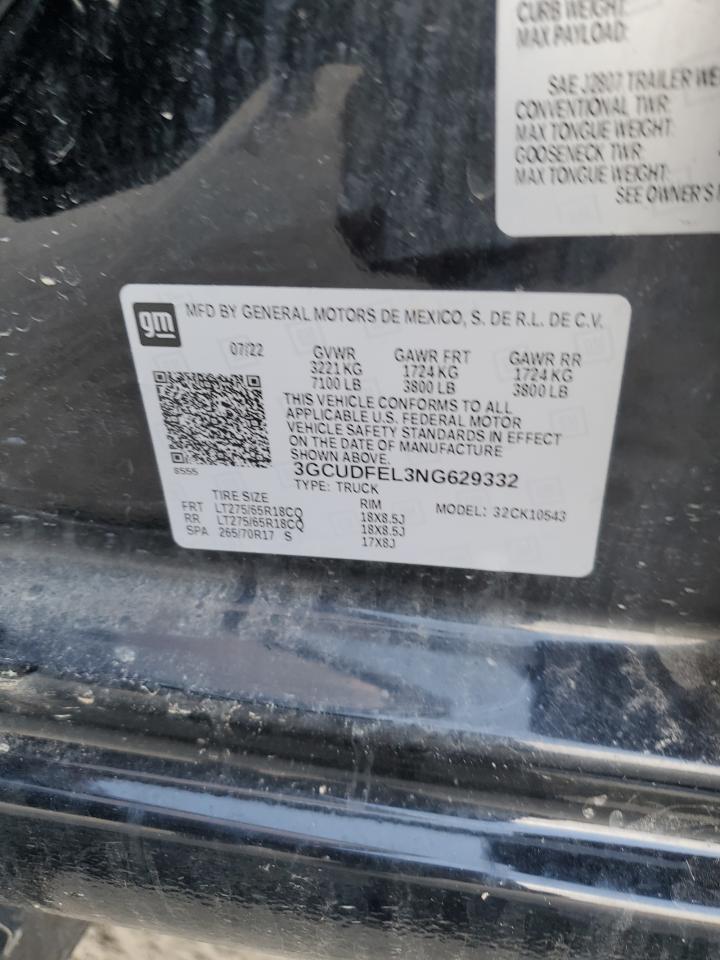 CURB WEIGHT:
MAX PAYLOAD:
SAE J2807 TRAILER WE
CONVENTIONAL TWR:
MAX TONGUE WEIGHT:
GOOSENECK TWR:
MAX TONGUE WEIGHT:
SEE OWNER'S
gm
MFD BY GENERAL MOTORS DE MEXICO, S. DE R.L. DE C.V.
07/22 GVWR GAWR FRT GAWR RR
3221 KG 1724 KG 1724 KG
7100 LB 3800 LB 3800 LB
THIS VEHICLE CONFORMS TO ALL
APPLICABLE U.S. FEDERAL MOTOR
VEHICLE SAFETY STANDARDS IN EFFECT
ON THE DATE OF MANUFACTURE
SHOWN ABOVE.
8555 3GCUDFEL3NG629332
TYPE: TRUCK
TIRE SIZE RIM MODEL: 32CK10543
FRT LT275/65R18CQ 18X8.5J
RR LT275/65R18CQ 18X8.5J
SPA 265/70R17 S 17X8J